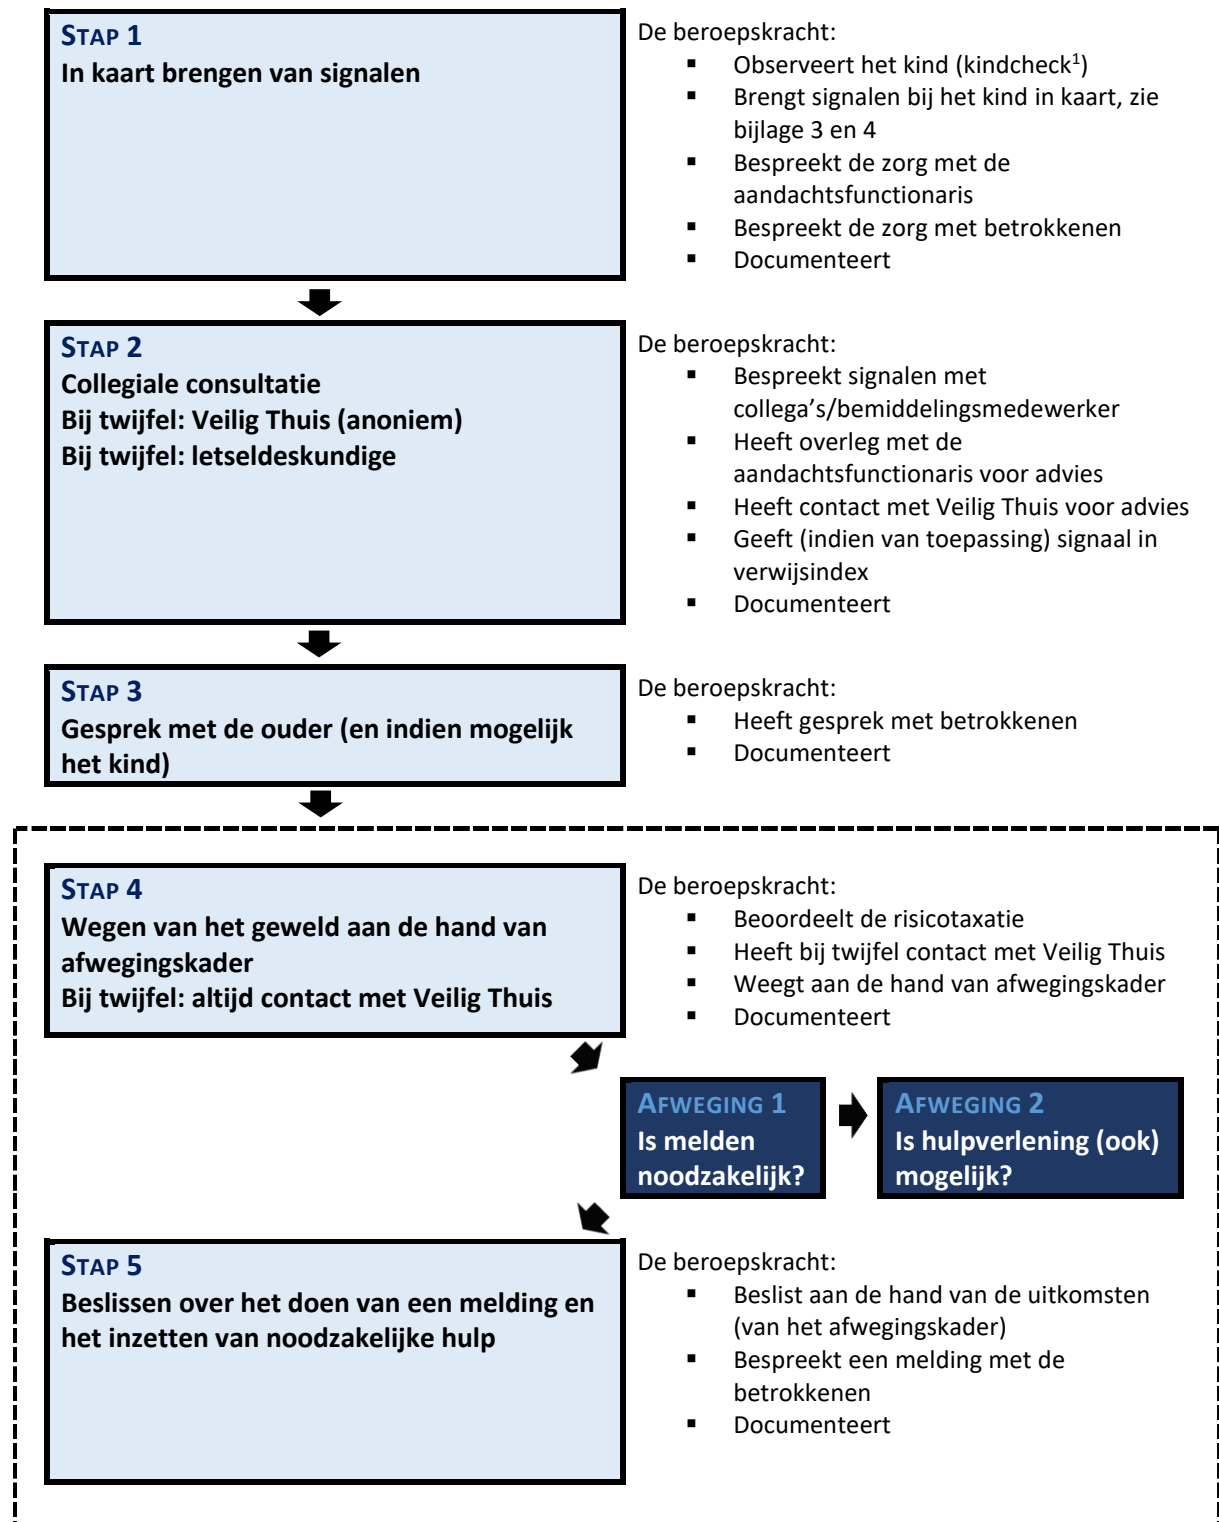 STAP 1
In kaart brengen van signalen
De beroepskracht:
▪ Observeert het kind (kindcheck¹)
▪ Brengt signalen bij het kind in kaart, zie
bijlage 3 en 4
▪ Bespreekt de zorg met de
aandachtsfunctionaris
▪ Bespreekt de zorg met betrokkenen
▪ Documenteert
STAP 2
Collegiale consultatie
Bij twijfel: Veilig Thuis (anoniem)
Bij twijfel: letseldeskundige
De beroepskracht:
▪ Bespreekt signalen met
collega’s/bemiddelingsmedewerker
▪ Heeft overleg met de
aandachtsfunctionaris voor advies
▪ Heeft contact met Veilig Thuis voor advies
▪ Geeft (indien van toepassing) signaal in
verwijsindex
▪ Documenteert
STAP 3
Gesprek met de ouder (en indien mogelijk
het kind)
De beroepskracht:
▪ Heeft gesprek met betrokkenen
▪ Documenteert
STAP 4
Wegen van het geweld aan de hand van
afwegingskader
Bij twijfel: altijd contact met Veilig Thuis
De beroepskracht:
▪ Beoordeelt de risicotaxatie
▪ Heeft bij twijfel contact met Veilig Thuis
▪ Weegt aan de hand van afwegingskader
▪ Documenteert
AFWEGING 1
Is melden
noodzakelijk?
AFWEGING 2
Is hulpverlening (ook)
mogelijk?
STAP 5
Beslissen over het doen van een melding en
het inzetten van noodzakelijke hulp
De beroepskracht:
▪ Beslist aan de hand van de uitkomsten
(van het afwegingskader)
▪ Bespreekt een melding met de
betrokkenen
▪ Documenteert